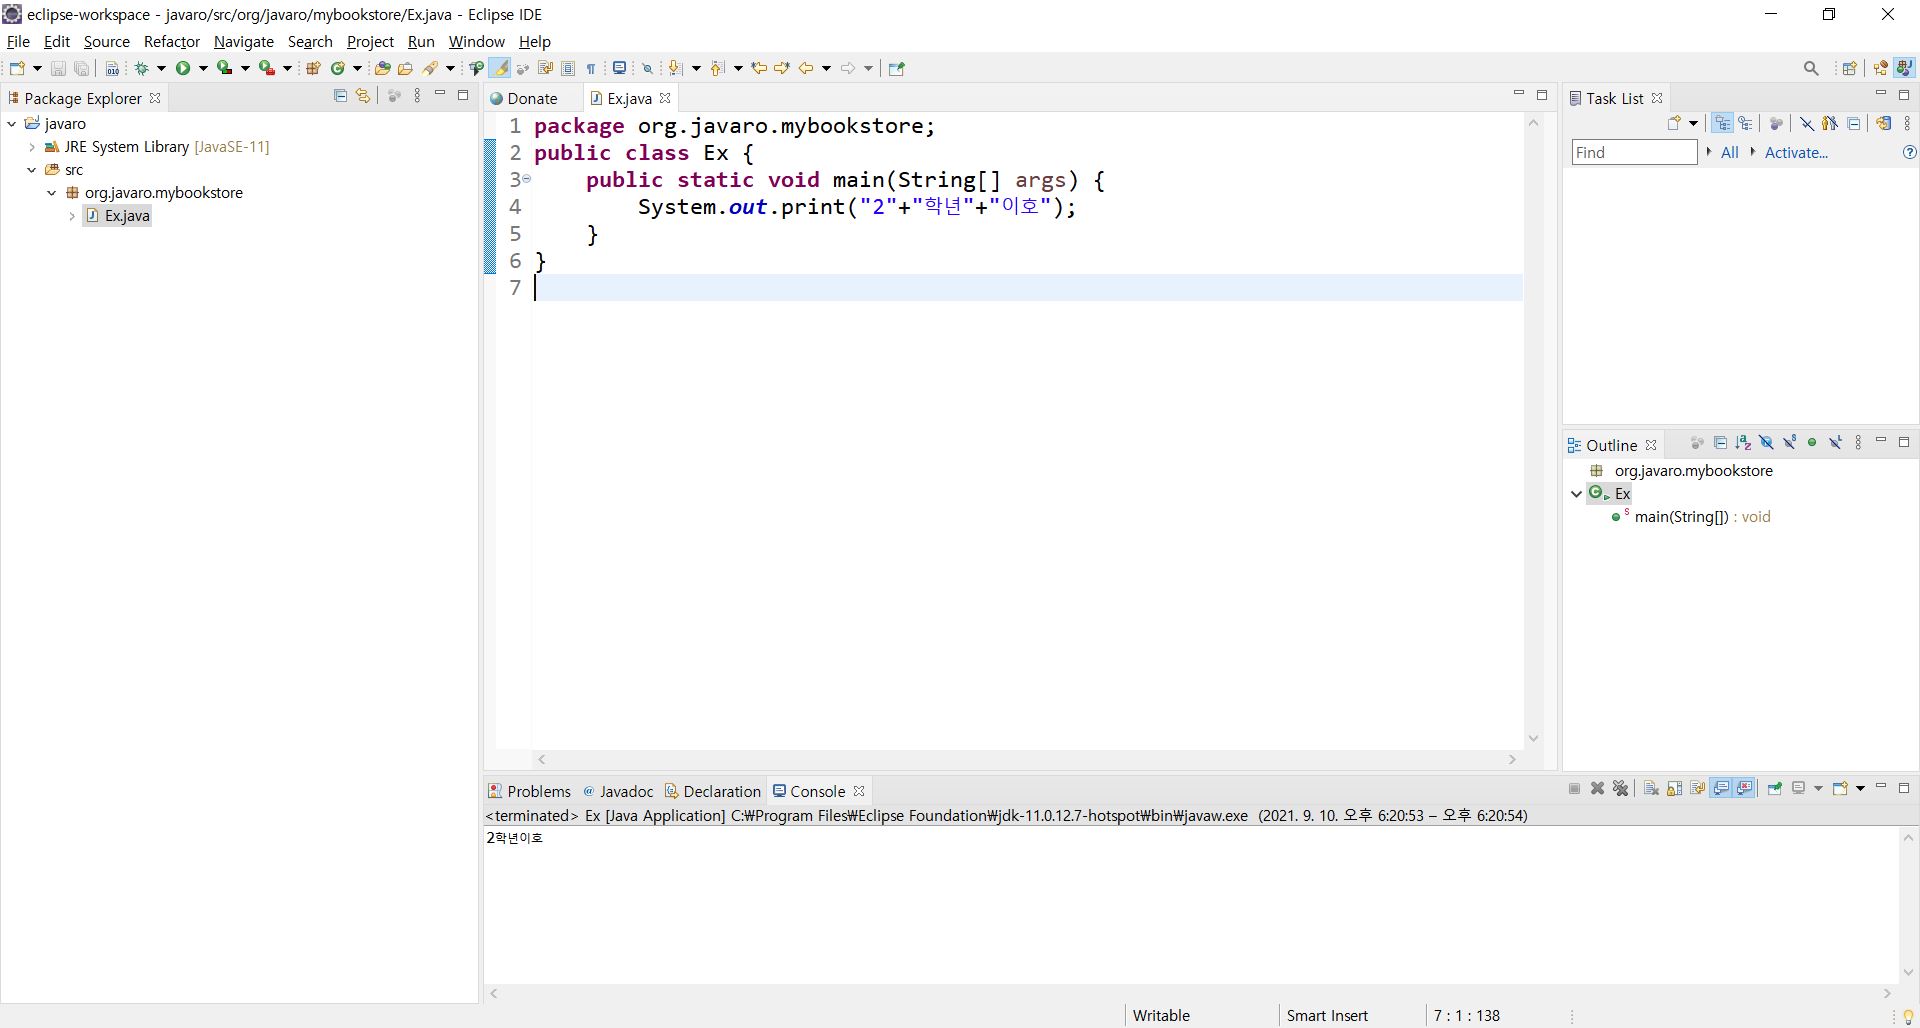 eclipse-workspace - javaro/src/org/javaro/mybookstore/Ex.java - Eclipse IDE
File Edit Source Refactor Navigate Search Project Run Window Help
Package Explorer
javaro
JRE System Library [JavaSE-11]
src
org.javaro.mybookstore
Ex.java
Donate Ex.java
1 package org.javaro.mybookstore;
2 public class Ex {
3 public static void main(String[] args) {
4 System.out.print("2"+"학년"+"이호");
5 }
6 }
7
Task List
Find All Activate...
Outline
org.javaro.mybookstore
Ex
main(String[]) : void
Problems Javadoc Declaration Console
<terminated> Ex [Java Application] C:₩Program Files₩Eclipse Foundation₩jdk-11.0.12.7-hotspot₩bin₩javaw.exe (2021. 9. 10. 오후 6:20:53 – 오후 6:20:54)
2학년이호
Writable Smart Insert 7 : 1 : 138